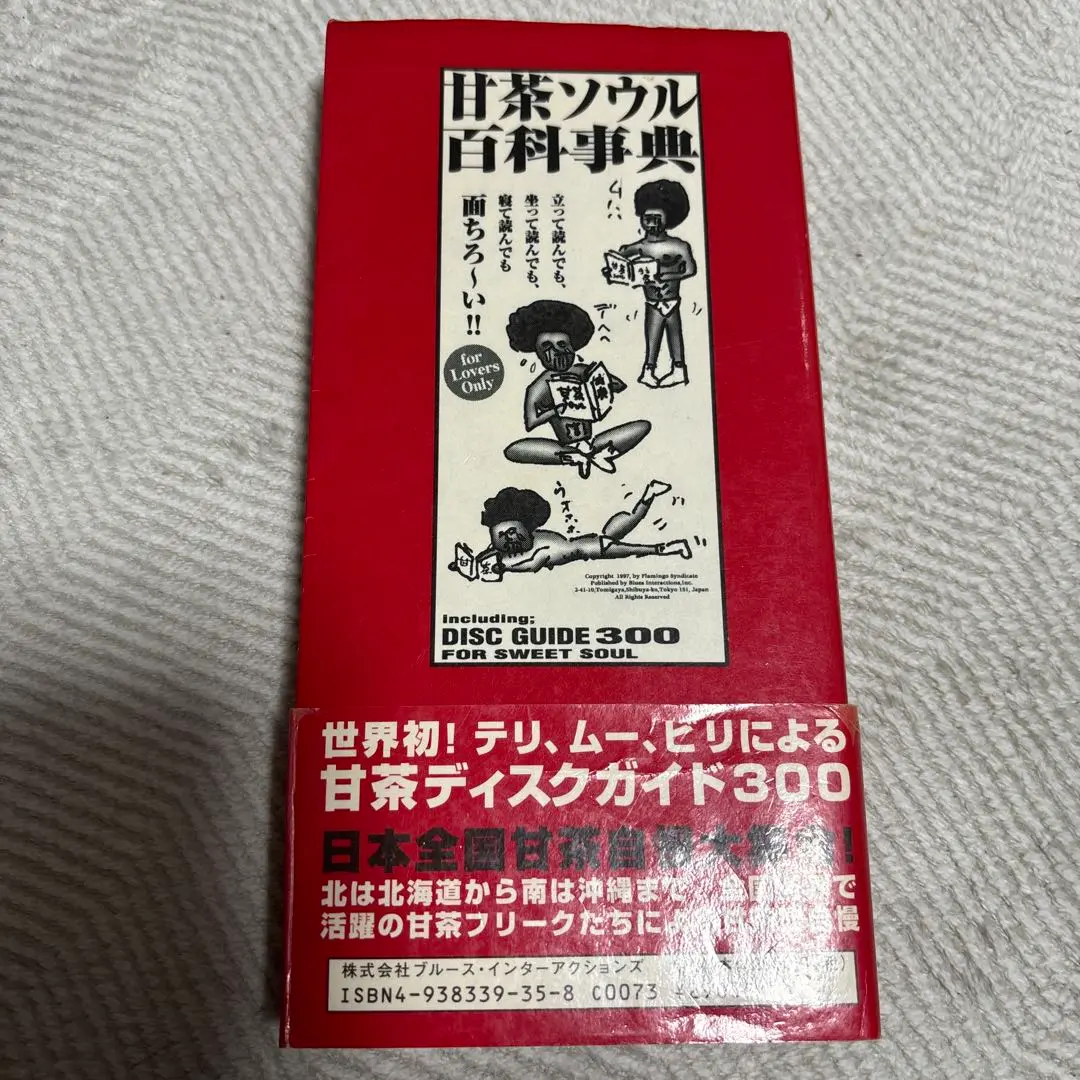 甘茶ソウル
百科事典
立って読んでも、
坐って読んでも、
寝て読んでも
面ちろ〜い!!
for
Lovers
Only
デヘヘ
甘茶
Copyright 1997, by Flamingo Syndicate
Published by Blues Interactions,Inc.
2-41-10,Tomigaya,Shibuya-ku,Tokyo 151, Japan
All Rights Reserved
including;
DISC GUIDE 300
FOR SWEET SOUL
世界初! テリ、ムー、ビリによる
甘茶ディスクガイド300
日本全国甘茶自慢大
北は北海道から南は沖縄まで
活躍の甘茶フリークたちに
株式会社ブルース・インターアクションズ
ISBN4-938339-35-8 C0073